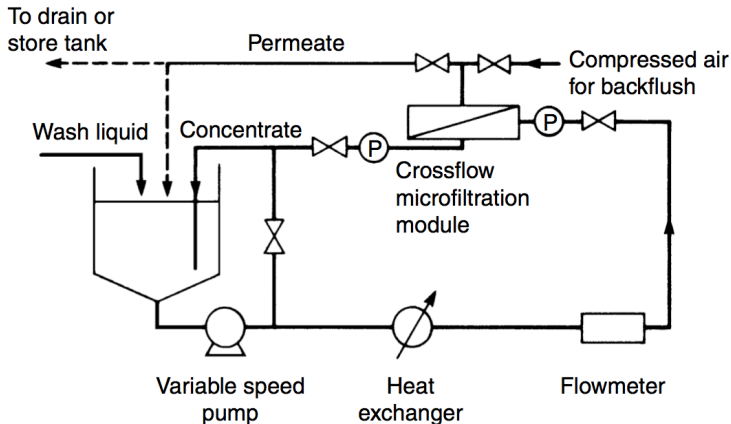 To drain or
store tank
Permeate
Compressed air
for backflush
Wash liquid
Concentrate
P
P
Crossflow
microfiltration
module
Variable speed
pump
Heat
exchanger
Flowmeter